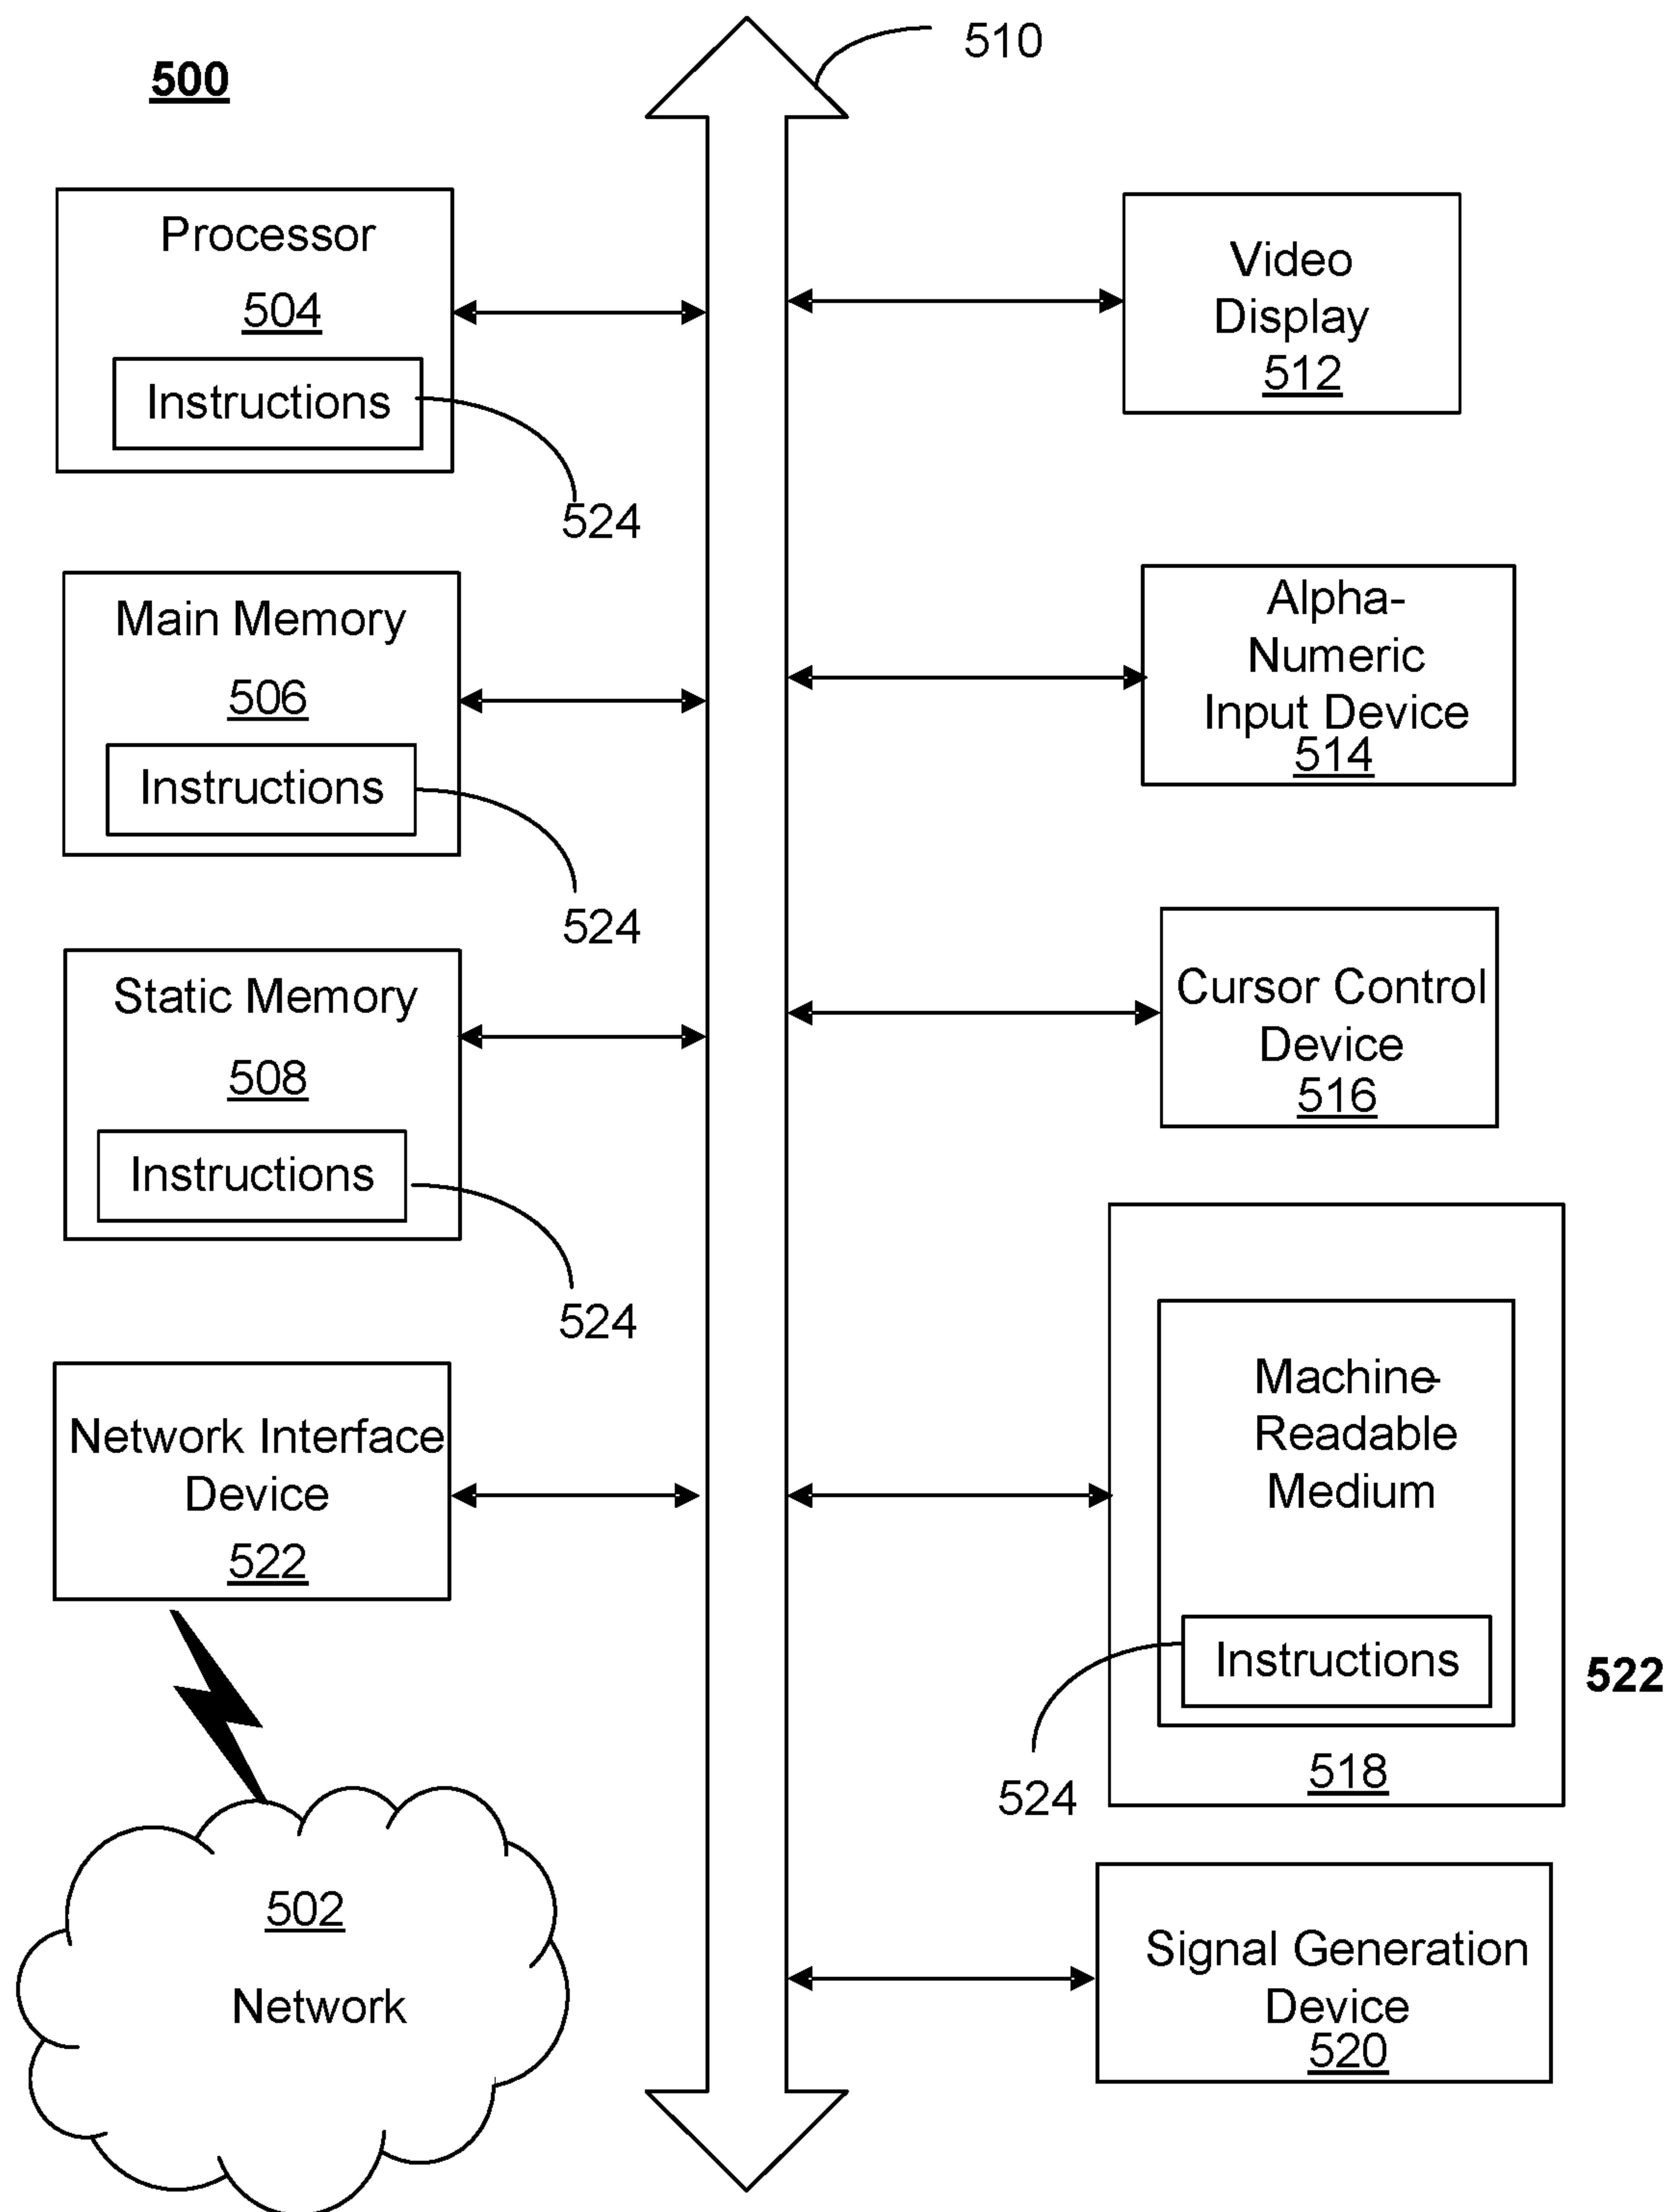 500
510
Processor
504
Instructions
524
Main Memory
506
Instructions
524
Static Memory
508
Instructions
524
Network Interface
Device
522
502
Network
Video
Display
512
Alpha-
Numeric
Input Device
514
Cursor Control
Device
516
Machine-
Readable
Medium
Instructions
522
524
518
Signal Generation
Device
520